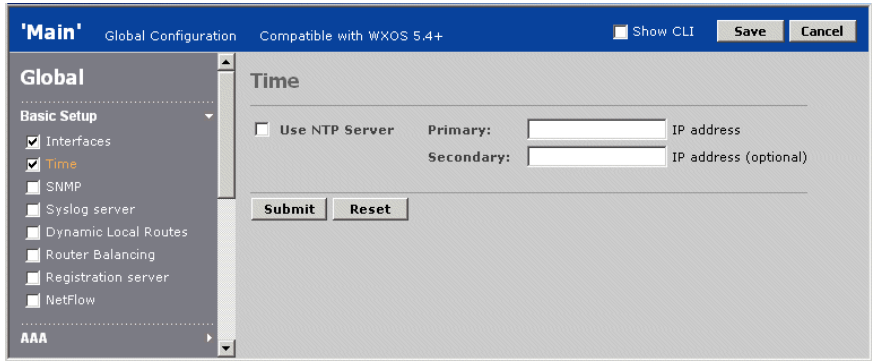 'Main' Global Configuration Compatible with WXOS 5.4+ Show CLI Save Cancel
Global
Basic Setup
Interfaces
Time
SNMP
Syslog server
Dynamic Local Routes
Router Balancing
Registration server
NetFlow
AAA
Time
Use NTP Server Primary: IP address
Secondary: IP address (optional)
Submit Reset